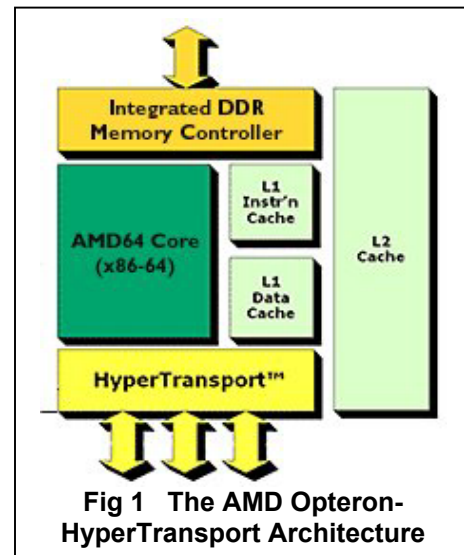 Integrated DDR
Memory Controller
AMD64 Core
(x86-64)
L1
Instr'n
Cache
L1
Data
Cache
L2
Cache
HyperTransport™
Fig 1 The AMD Opteron-
HyperTransport Architecture